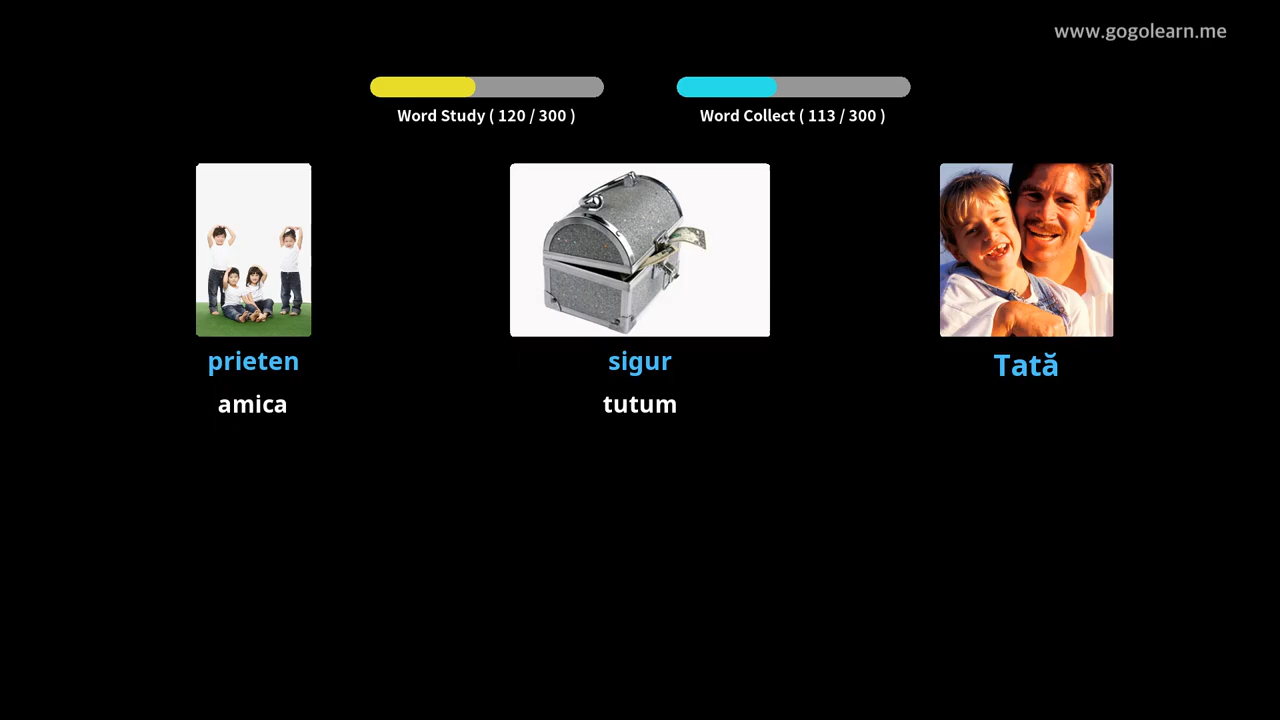 www.gogolearn.me
Word Study ( 120 / 300 )
Word Collect ( 113 / 300 )
prieten
sigur
Tată
amica
tutum